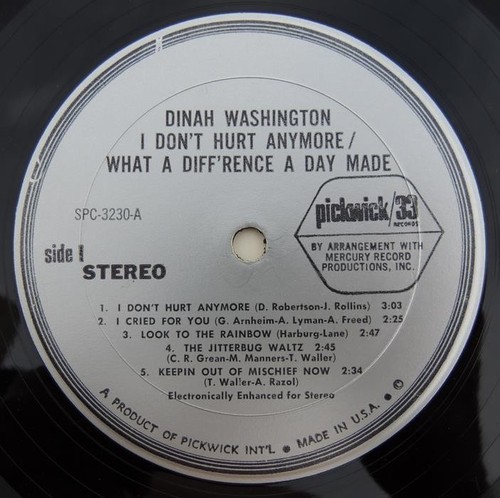 DINAH WASHINGTON
I DON'T HURT ANYMORE/
WHAT A DIFF'RENCE A DAY MADE
SPC-3230-A
pickwick/33
RECORDS
BY ARRANGEMENT WITH
MERCURY RECORD
PRODUCTIONS, INC.
side I
STEREO
1. I DON'T HURT ANYMORE (D. Robertson-J. Rollins) 3:03
2. I CRIED FOR YOU (G. Arnheim-A. Lyman-A. Freed) 2:25
3. LOOK TO THE RAINBOW (Harburg-Lane) 2:47
4. THE JITTERBUG WALTZ 2:45
(C. R. Grean-M. Manners-T. Waller)
5. KEEPIN OUT OF MISCHIEF NOW 2:34
(T. Waller-A. Razol)
Electronically Enhanced for Stereo
A PRODUCT OF PICKWICK INT'L ● MADE IN U.S.A. ● ©